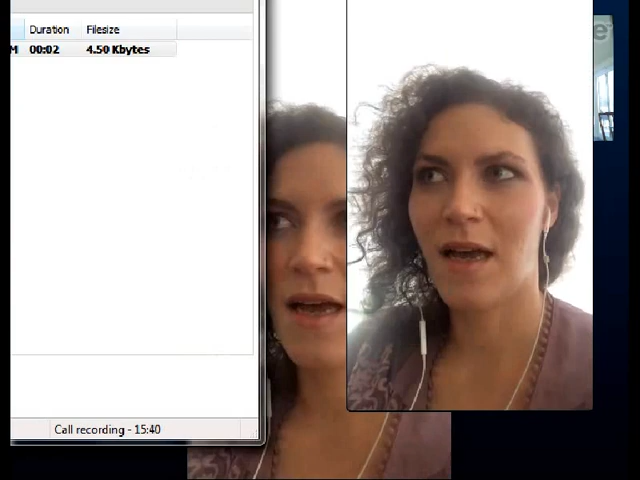 Duration Filesize
M 00:02 4.50 Kbytes
Call recording - 15:40